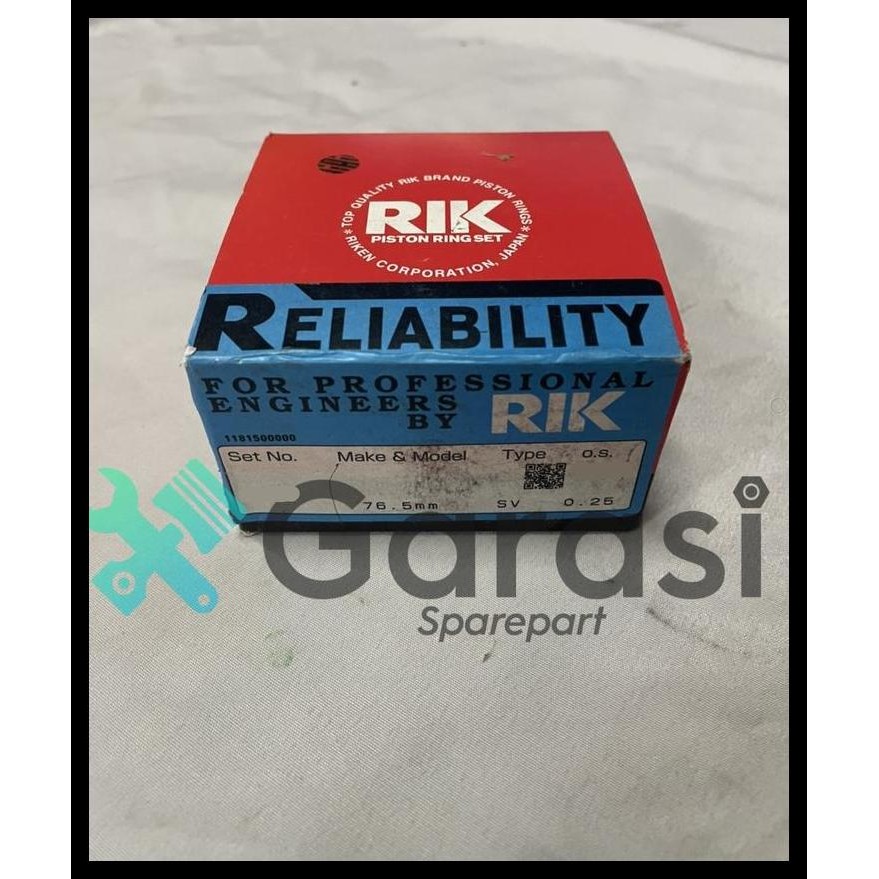 TOP QUALITY RIK BRAND PISTON RINGS
RIK
PISTON RING SET
RIKEN CORPORATION, JAPAN
RELIABILITY
FOR PROFESSIONAL
ENGINEERS
BY RIK
1181500000
Set No. Make & Model Type O.S.
76.5mm SV 0.25
Garasi
Sparepart